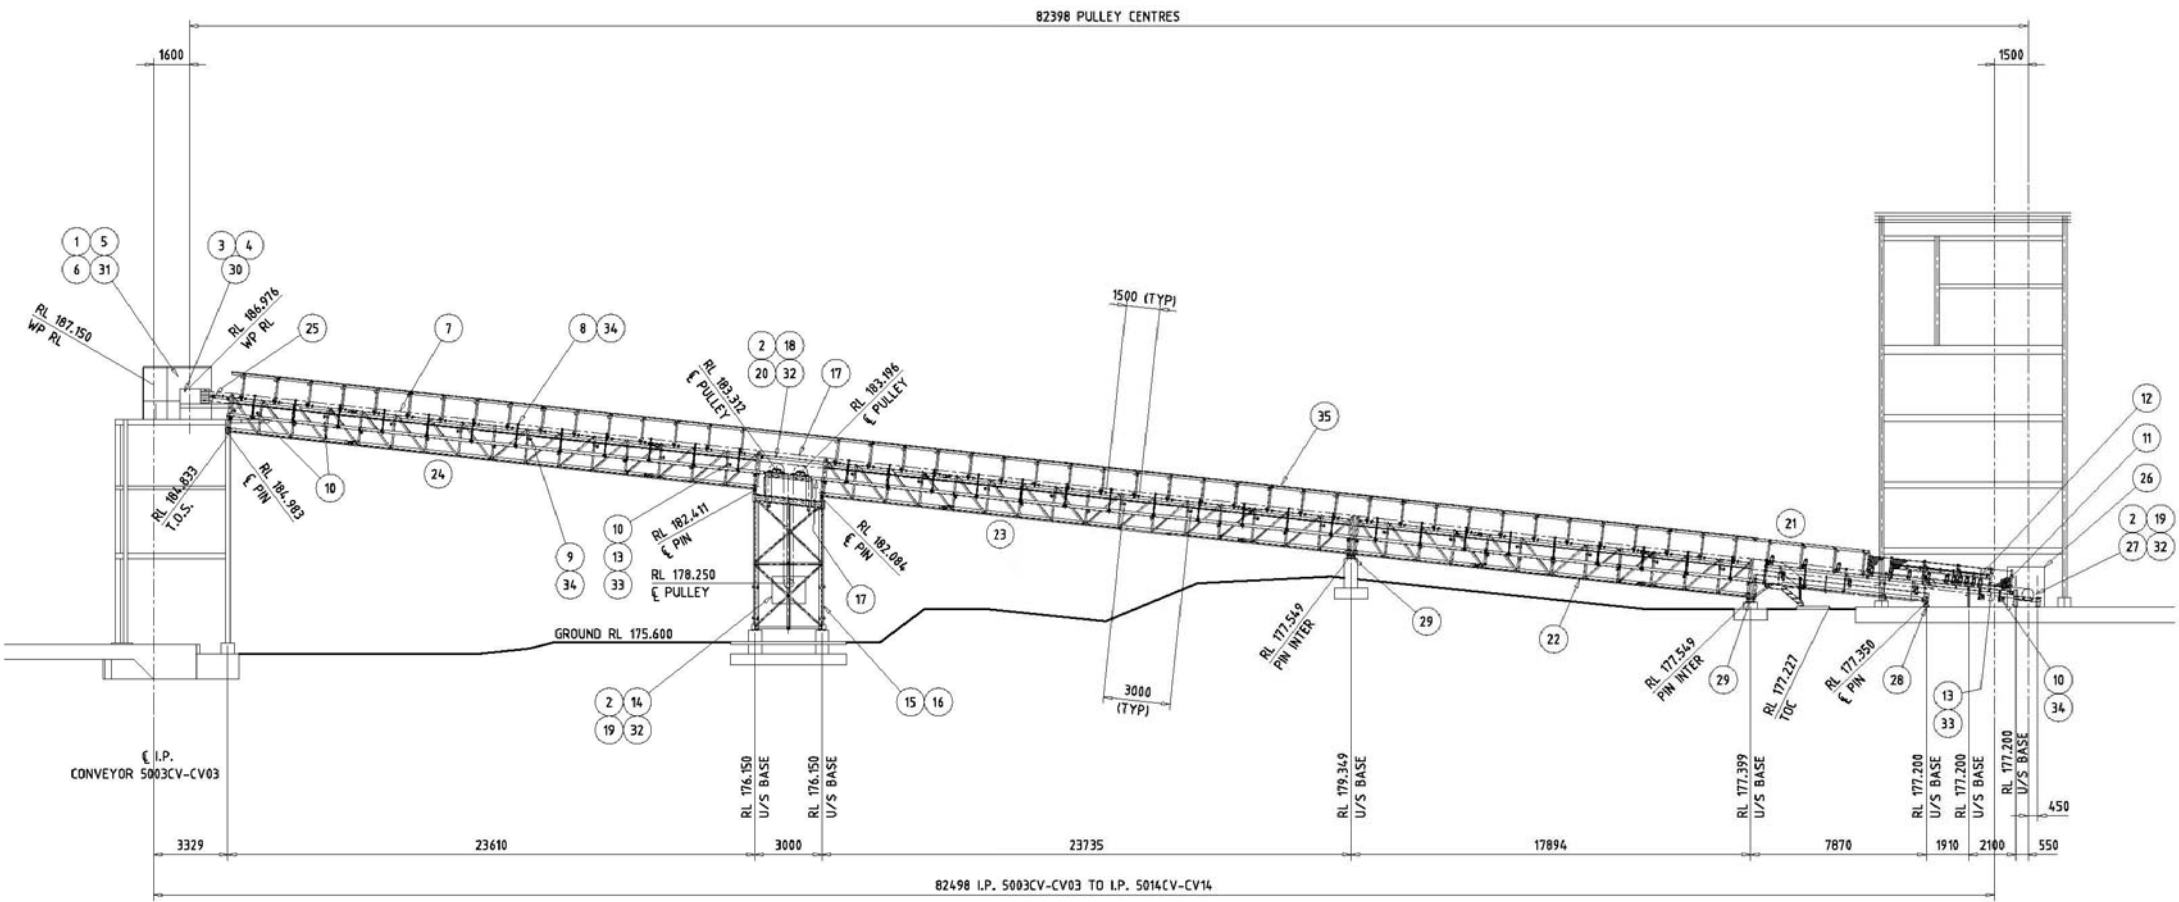 82398 PULLEY CENTRES
1600
1500
1 5
6 31
3 4
30
RL 187.150
WP RL
RL 186.976
WP RL
25
7
8 34
2 18
20 32
17
RL 183.312
℄ PULLEY
RL 183.196
℄ PULLEY
1500 (TYP)
35
12
11
26
2 19
27 32
21
RL 184.833
T.O.S.
RL 184.983
℄ PIN
10
24
9
34
10
13
33
RL 182.411
℄ PIN
RL 182.084
℄ PIN
RL 178.250
℄ PULLEY
17
23
GROUND RL 175.600
2 14
19 32
15 16
3000
(TYP)
RL 177.549
PIN INTER
29
22
RL 177.549
PIN INTER
29
RL 177.227
TOC
RL 177.350
℄ PIN
28
13
33
10
34
℄ I.P.
CONVEYOR 5003CV-CV03
RL 176.150
U/S BASE
RL 176.150
U/S BASE
RL 179.349
U/S BASE
RL 177.399
U/S BASE
RL 177.200
U/S BASE
RL 177.200
U/S BASE
RL 177.200
U/S BASE
450
3329 23610 3000 23735 17894 7870 1910 2100 550
82498 I.P. 5003CV-CV03 TO I.P. 5014CV-CV14